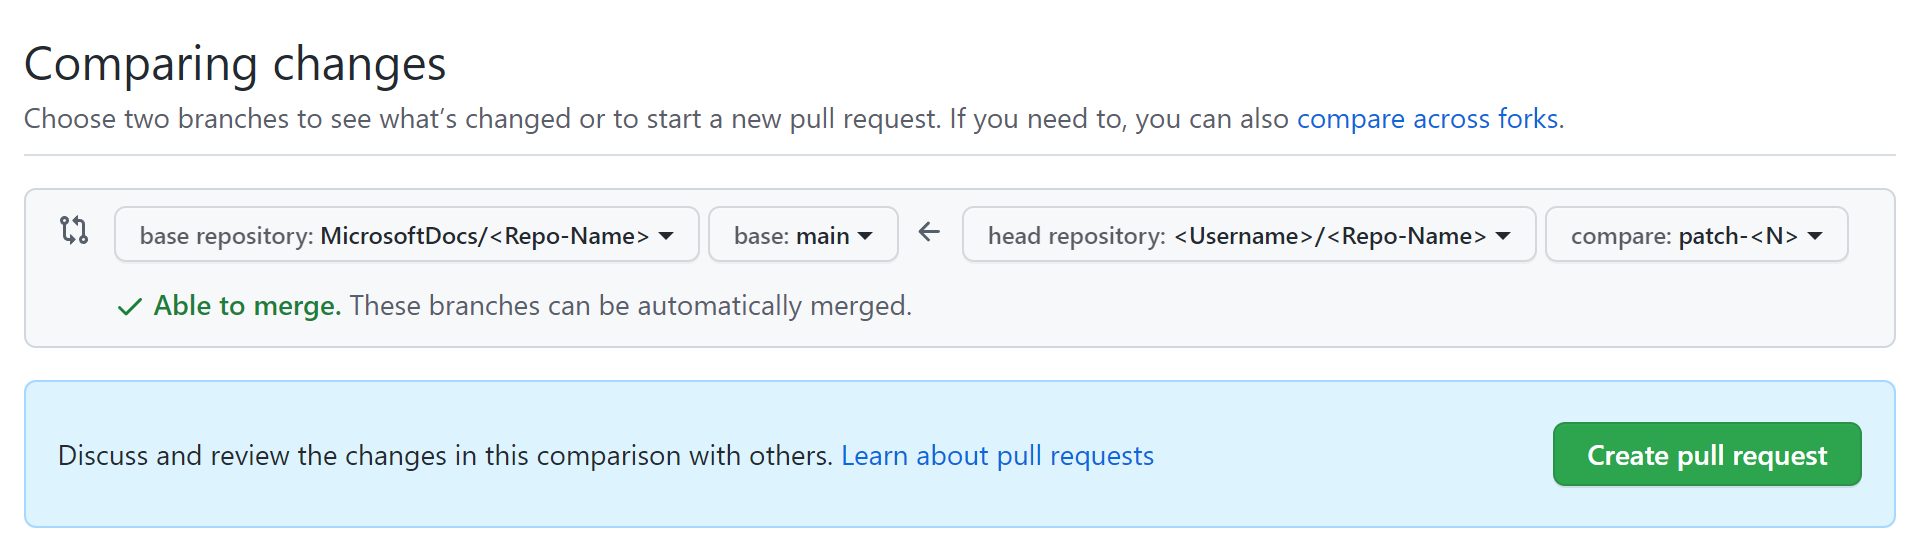 Comparing changes
Choose two branches to see what’s changed or to start a new pull request. If you need to, you can also compare across forks.
base repository: MicrosoftDocs/<Repo-Name> base: main head repository: <Username>/<Repo-Name> compare: patch-<N>
Able to merge. These branches can be automatically merged.
Discuss and review the changes in this comparison with others. Learn about pull requests Create pull request